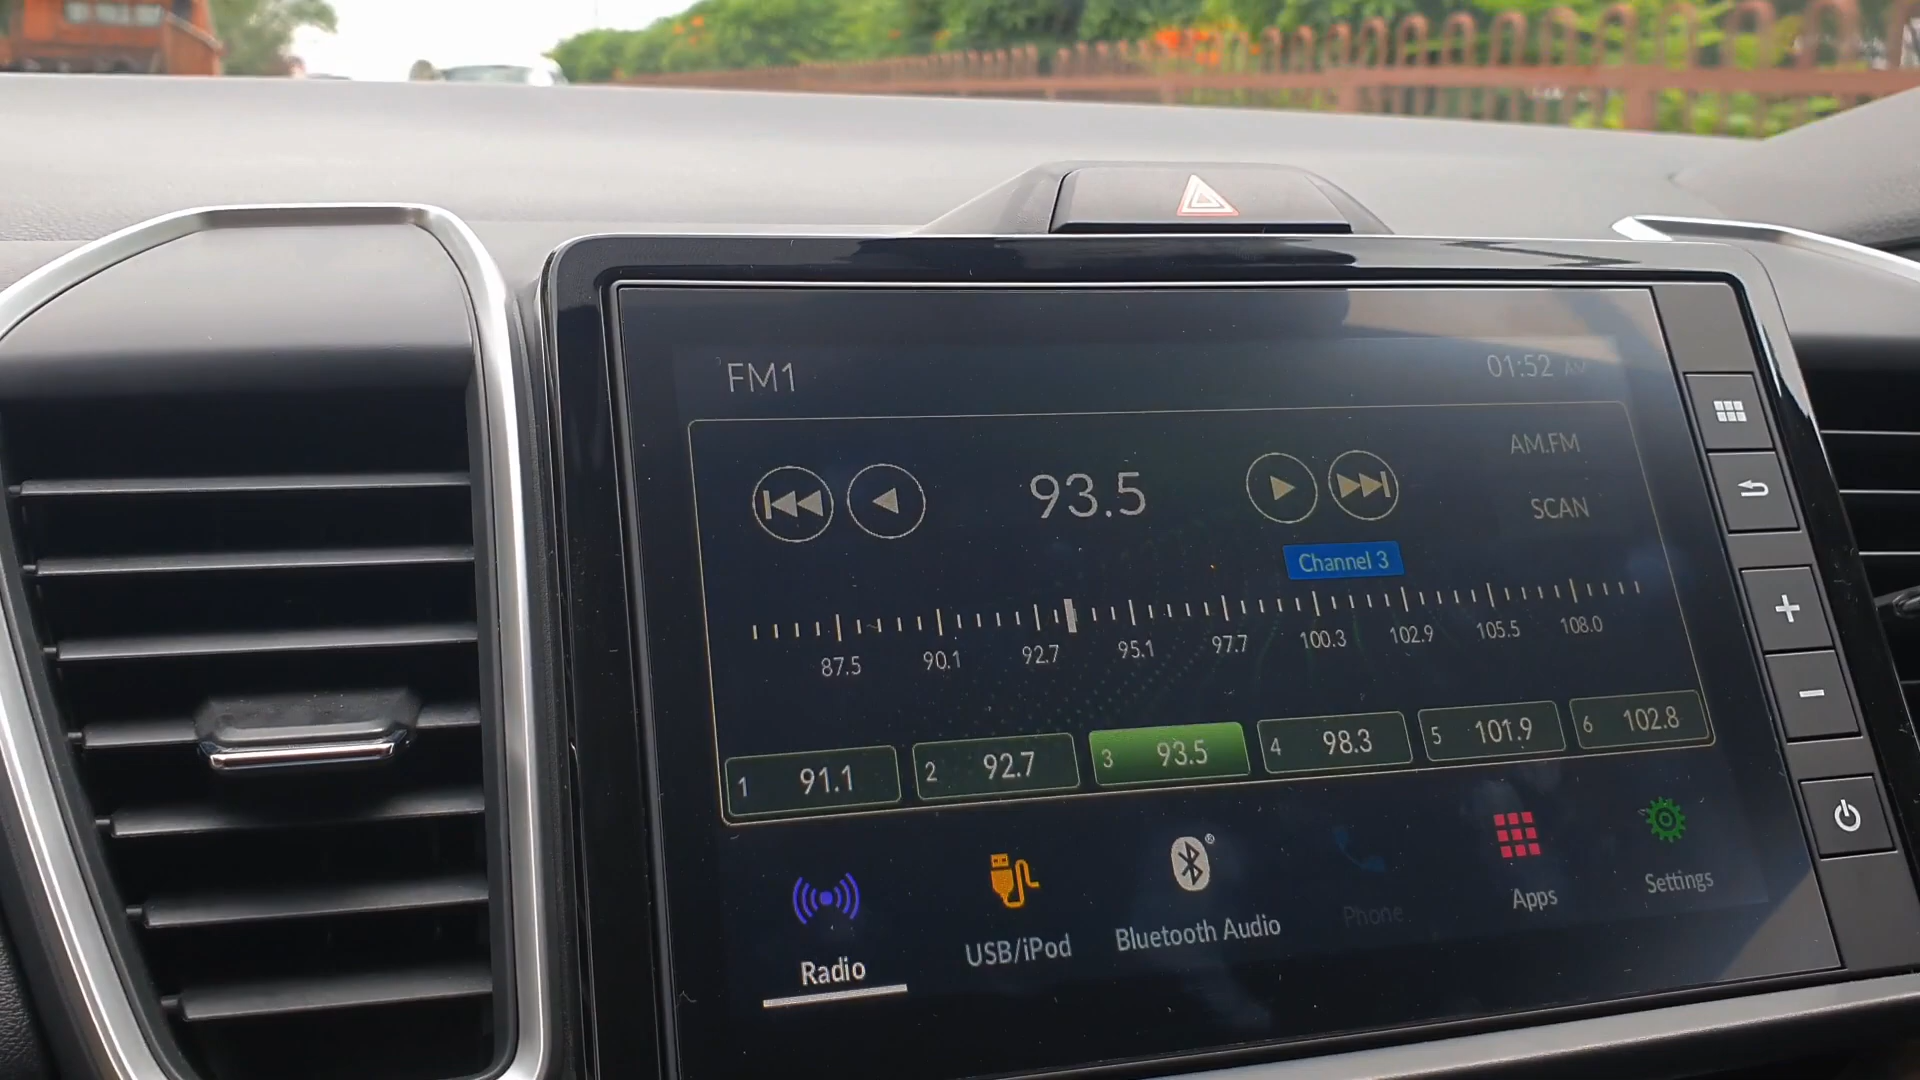 FM1
01:52 AM
93.5
AM.FM
SCAN
Channel 3
87.5 90.1 92.7 95.1 97.7 100.3 102.9 105.5 108.0
1 91.1 2 92.7 3 93.5 4 98.3 5 101.9 6 102.8
Radio USB/iPod Bluetooth Audio Phone Apps Settings